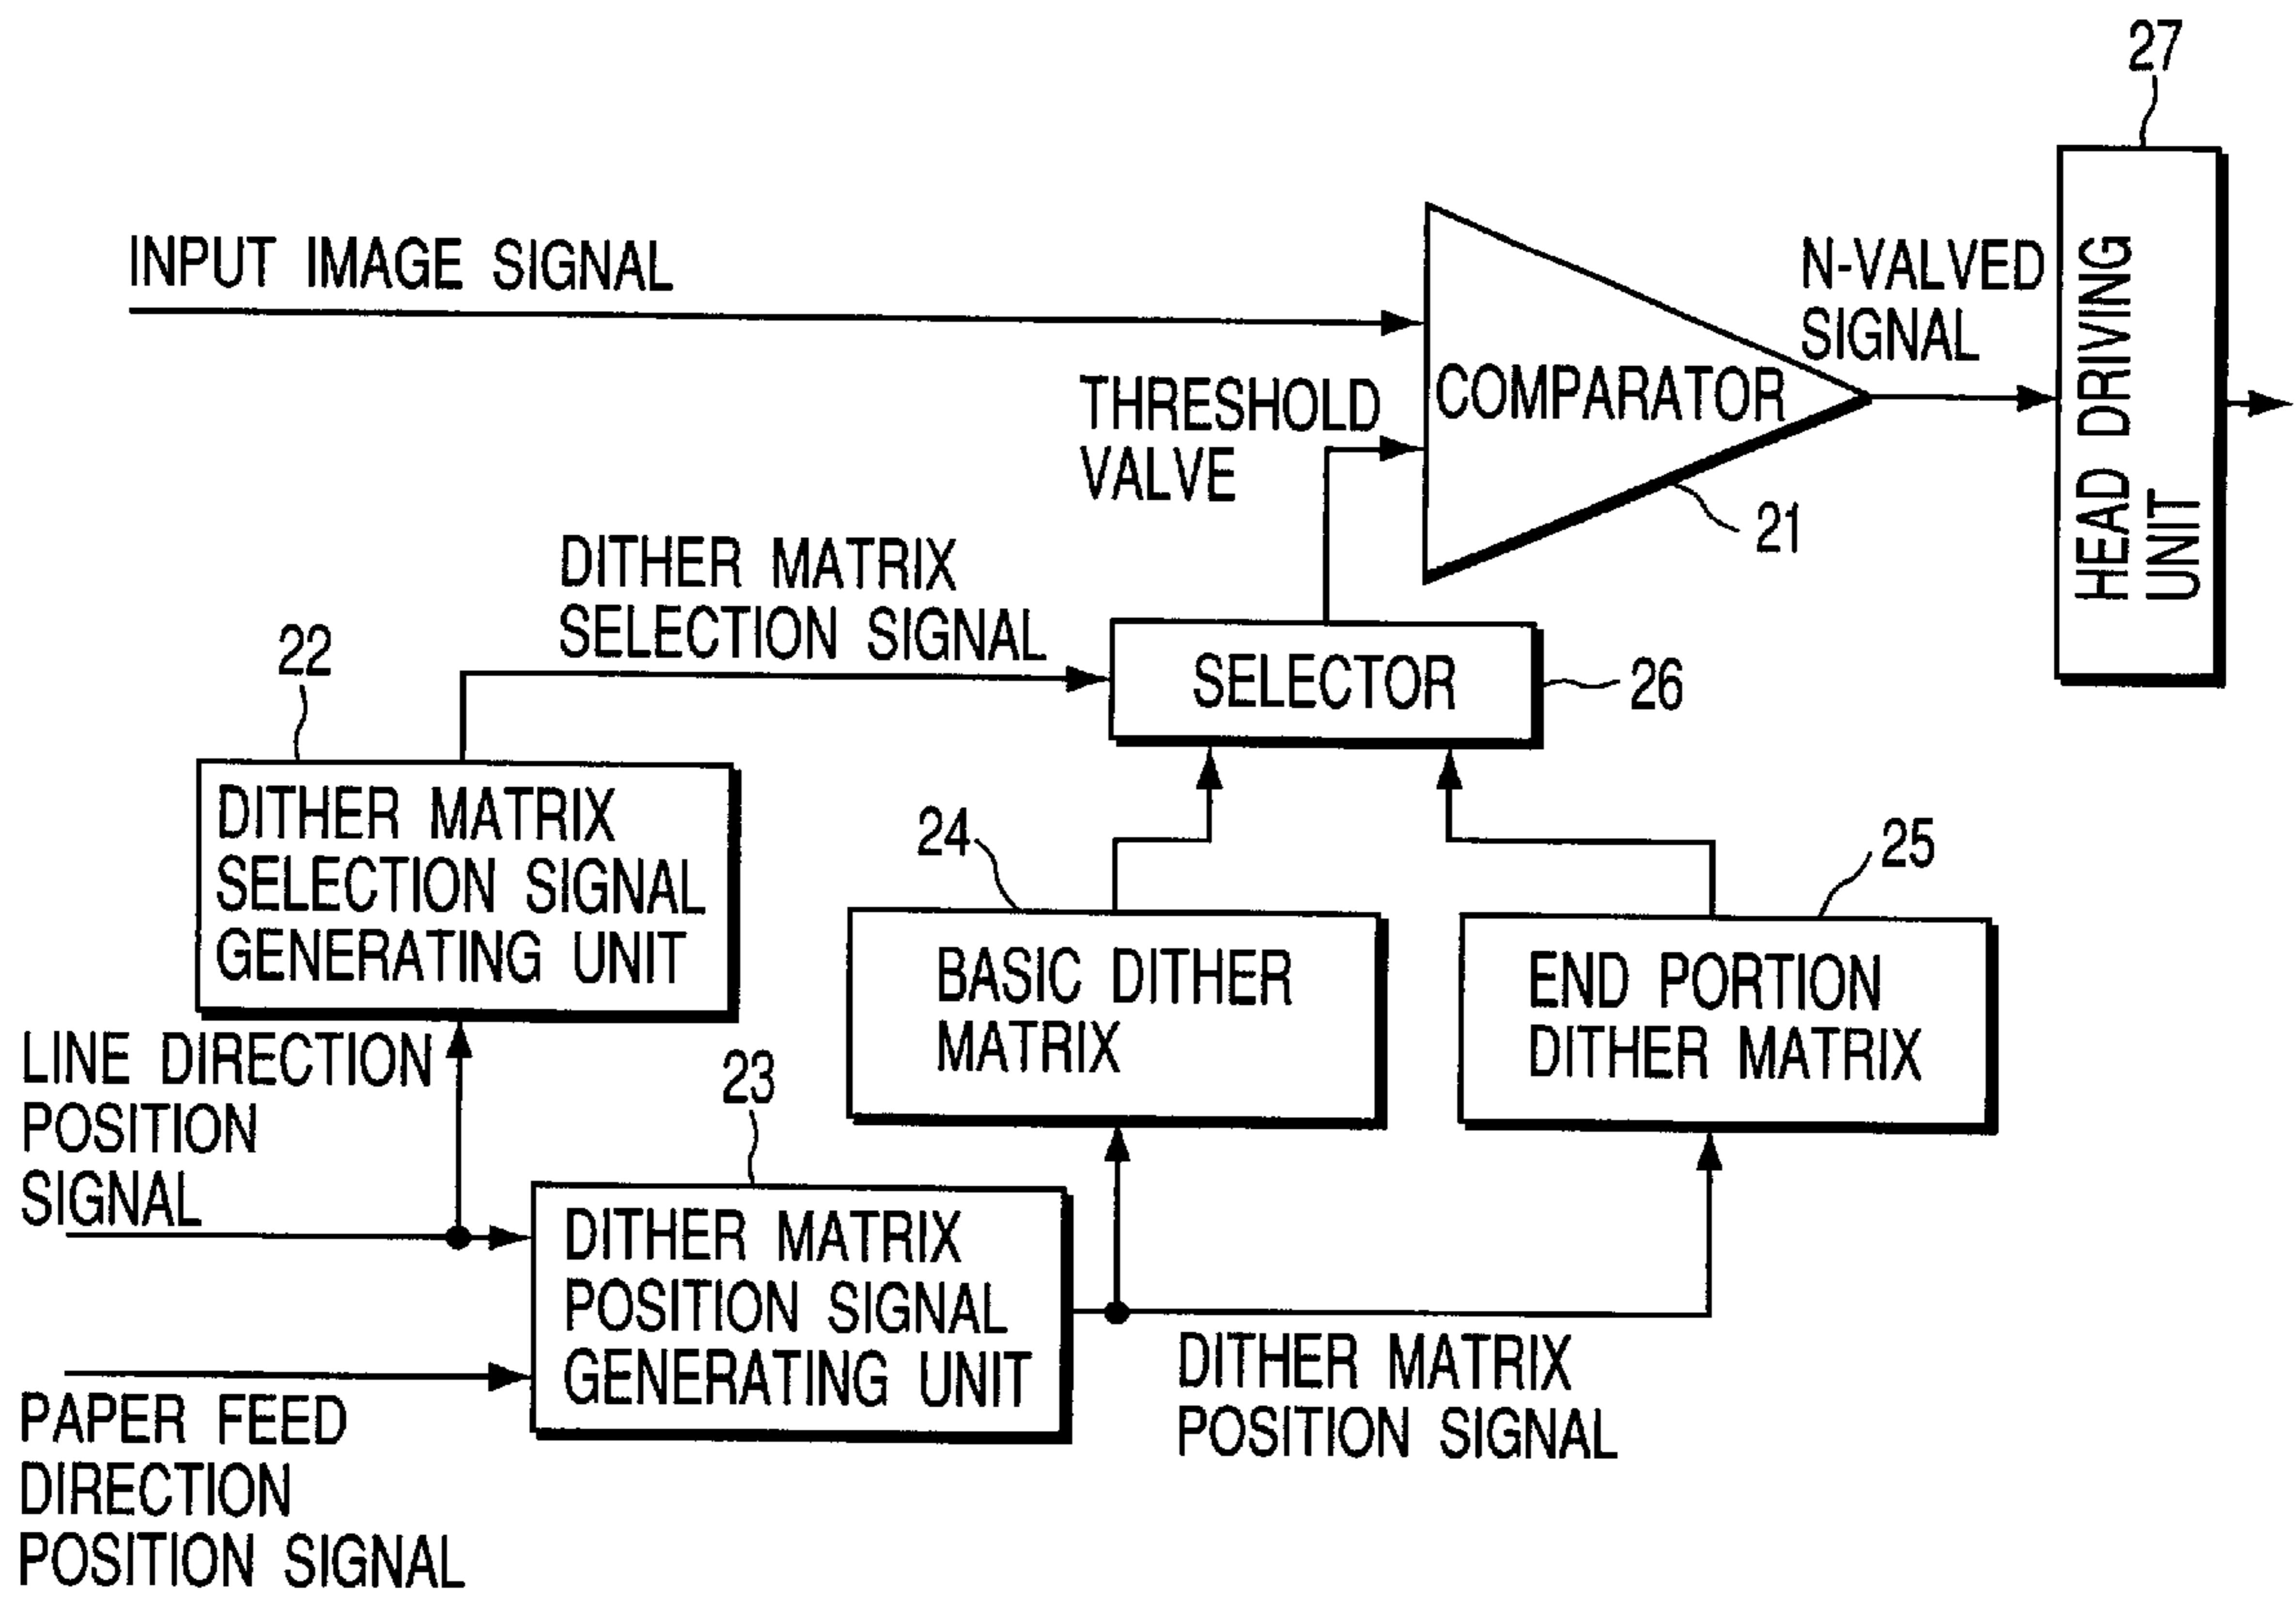 27
INPUT IMAGE SIGNAL
N-VALVED
SIGNAL
HEAD DRIVING
UNIT
THRESHOLD
VALVE
COMPARATOR
21
DITHER MATRIX
SELECTION SIGNAL
22
SELECTOR
26
DITHER MATRIX
SELECTION SIGNAL
GENERATING UNIT
24
25
BASIC DITHER
MATRIX
END PORTION
DITHER MATRIX
LINE DIRECTION
POSITION
SIGNAL
23
DITHER MATRIX
POSITION SIGNAL
GENERATING UNIT
DITHER MATRIX
POSITION SIGNAL
PAPER FEED
DIRECTION
POSITION SIGNAL